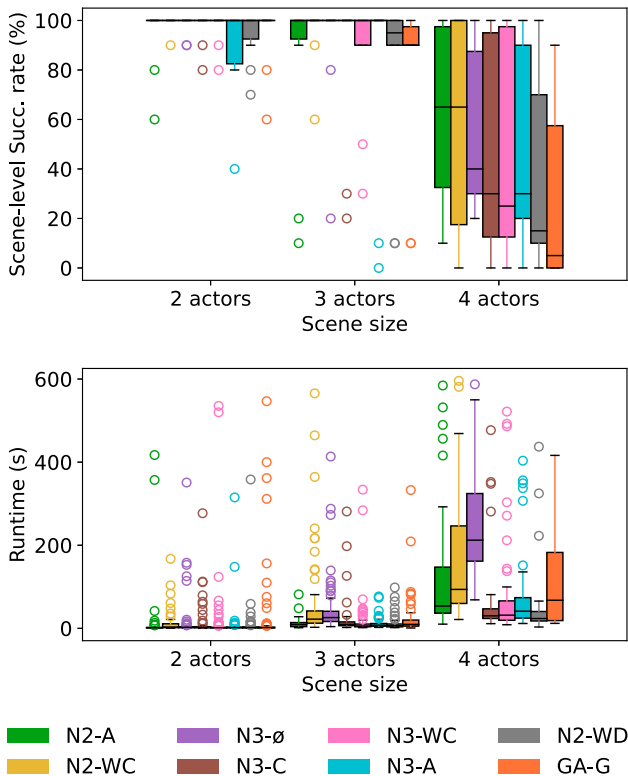 Scene-level Succ. rate (%)
100
80
60
40
20
0
2 actors 3 actors 4 actors
Scene size
Runtime (s)
600
400
200
0
2 actors 3 actors 4 actors
Scene size
N2-A N3-ø N3-WC N2-WD
N2-WC N3-C N3-A GA-G